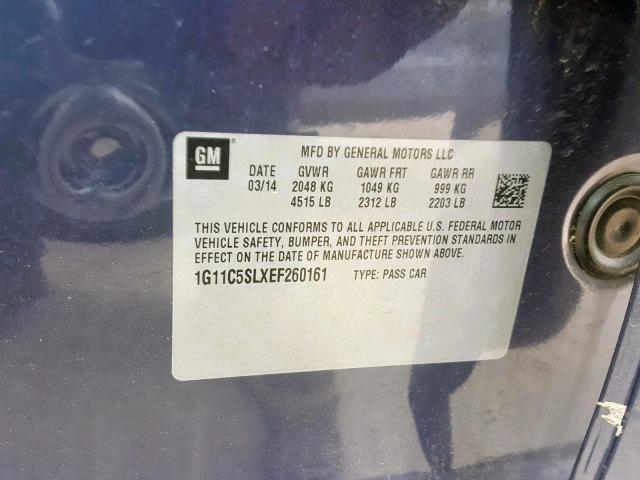 GM
MFD BY GENERAL MOTORS LLC
DATE GVWR GAWR FRT GAWR RR
03/14 2048 KG 1049 KG 999 KG
4515 LB 2312 LB 2203 LB
THIS VEHICLE CONFORMS TO ALL APPLICABLE U.S. FEDERAL MOTOR
VEHICLE SAFETY, BUMPER, AND THEFT PREVENTION STANDARDS IN
EFFECT ON THE DATE OF MANUFACTURE SHOWN ABOVE.
1G11C5SLXEF260161 TYPE: PASS CAR